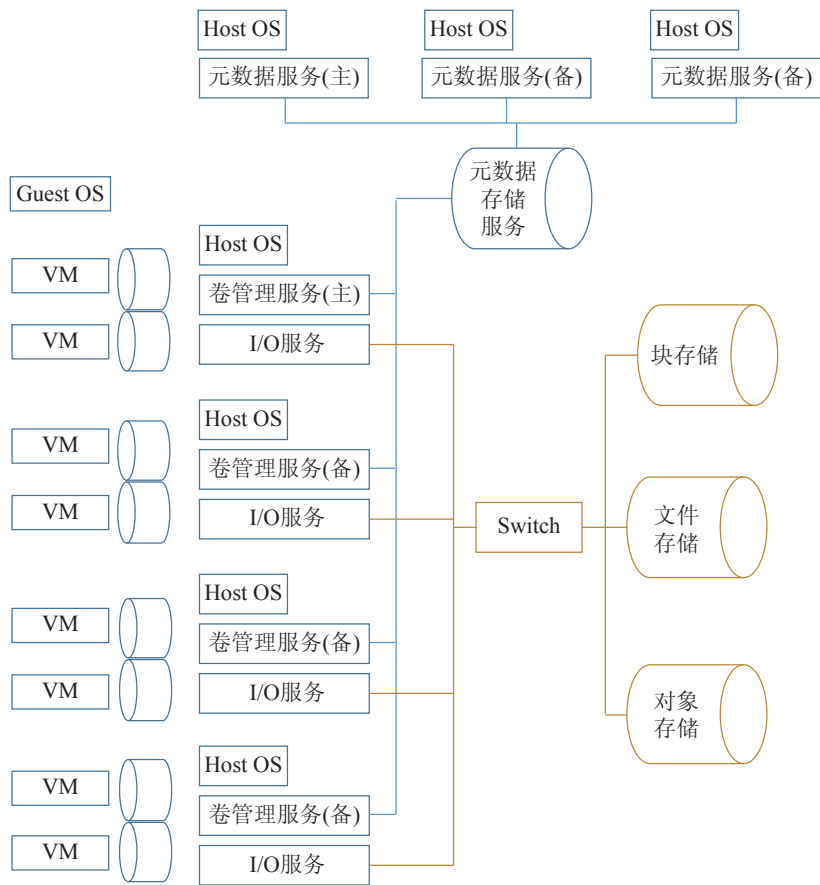 Host OS
Host OS
Host OS
元数据服务(主)
元数据服务(备)
元数据服务(备)
元数据
存储
服务
Guest OS
Host OS
VM
卷管理服务(主)
VM
I/O服务
块存储
Host OS
VM
卷管理服务(备)
VM
I/O服务
Switch
文件
存储
Host OS
VM
卷管理服务(备)
VM
I/O服务
对象
存储
Host OS
VM
卷管理服务(备)
VM
I/O服务